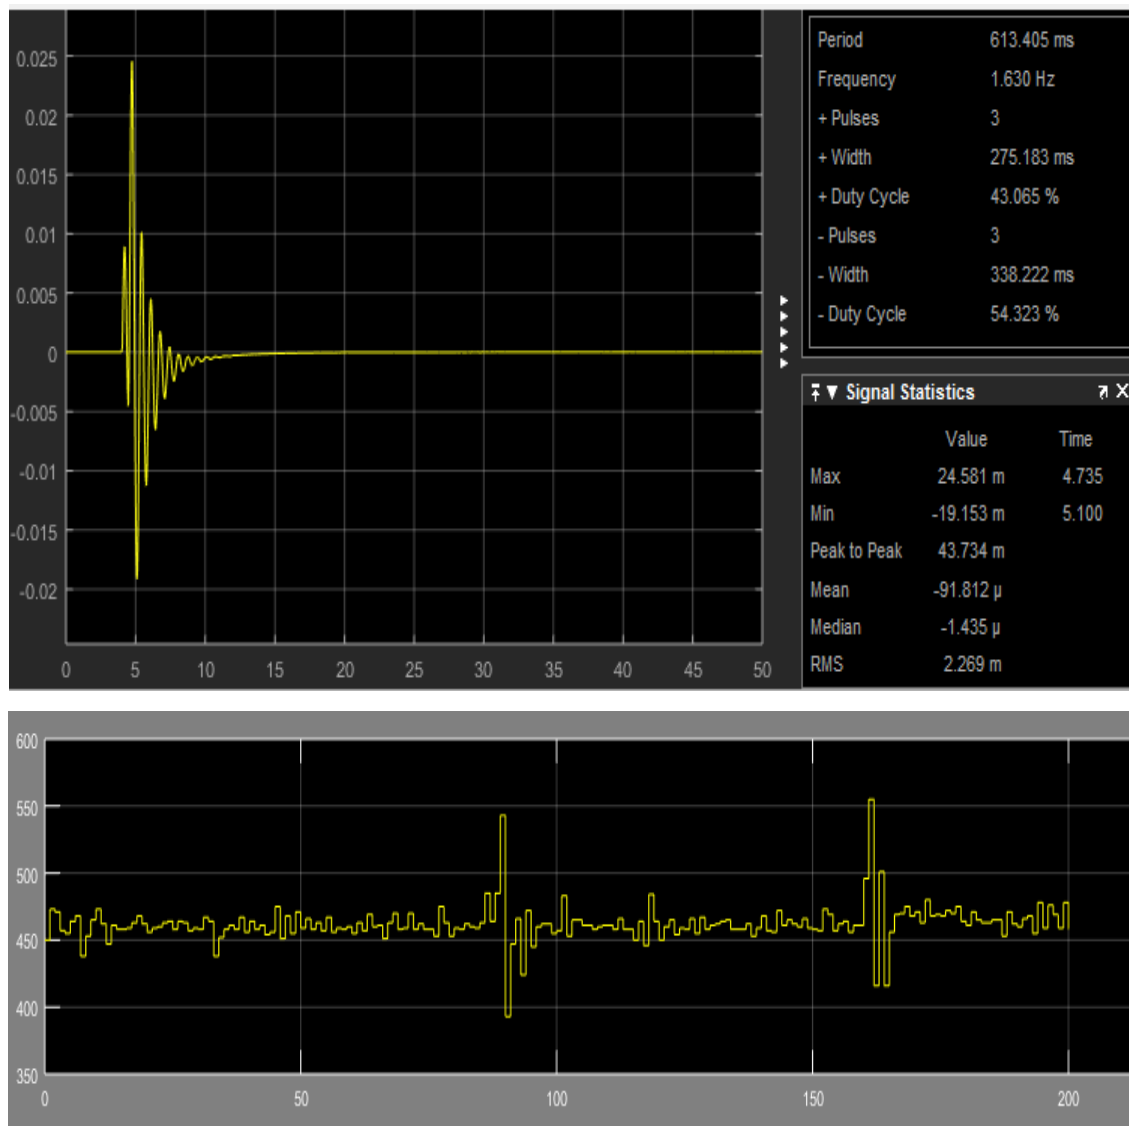 0.025
0.02
0.015
0.01
0.005
0
-0.005
-0.01
-0.015
-0.02
0 5 10 15 20 25 30 35 40 45 50
Period 613.405 ms
Frequency 1.630 Hz
+ Pulses 3
+ Width 275.183 ms
+ Duty Cycle 43.065 %
- Pulses 3
- Width 338.222 ms
- Duty Cycle 54.323 %
Signal Statistics
Value Time
Max 24.581 m 4.735
Min -19.153 m 5.100
Peak to Peak 43.734 m
Mean -91.812 µ
Median -1.435 µ
RMS 2.269 m
600
550
500
450
400
350
0 50 100 150 200